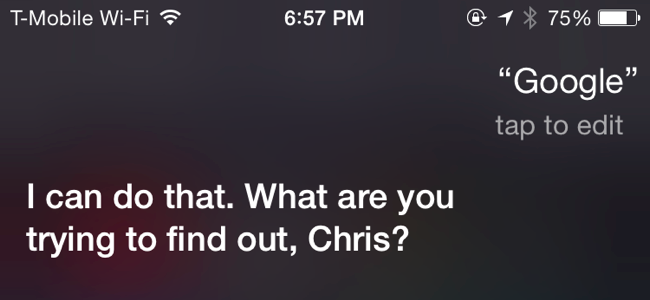 T-Mobile Wi-Fi 6:57 PM 75%
“Google”
tap to edit
I can do that. What are you
trying to find out, Chris?